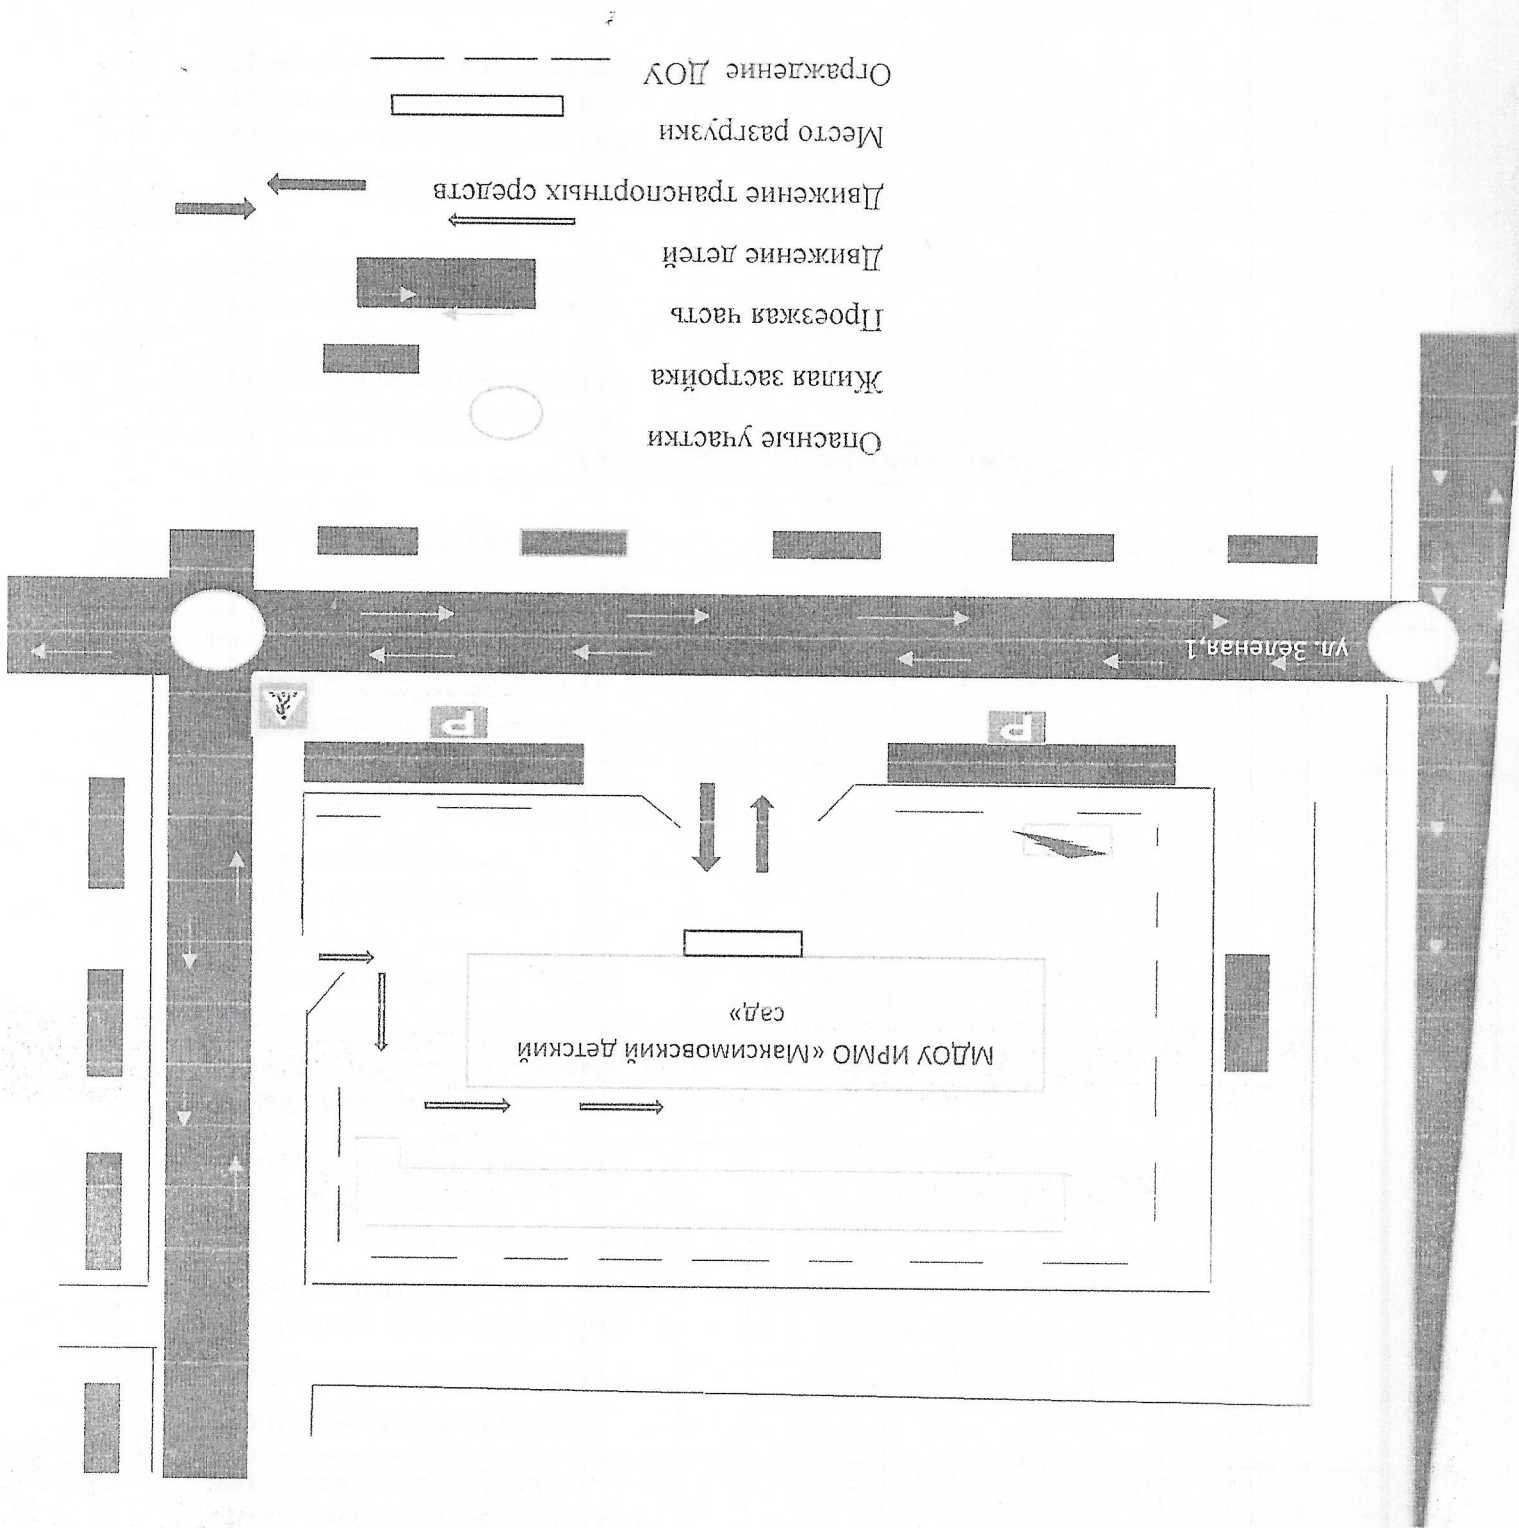 МДОУ ИРМО «Максимовский детский
сад»
P
P
ул. Зеленая,1
Опасные участки
Жилая застройка
Проезжая часть
Движение детей
Движение транспортных средств
Место разгрузки
Ограждение ДОУ